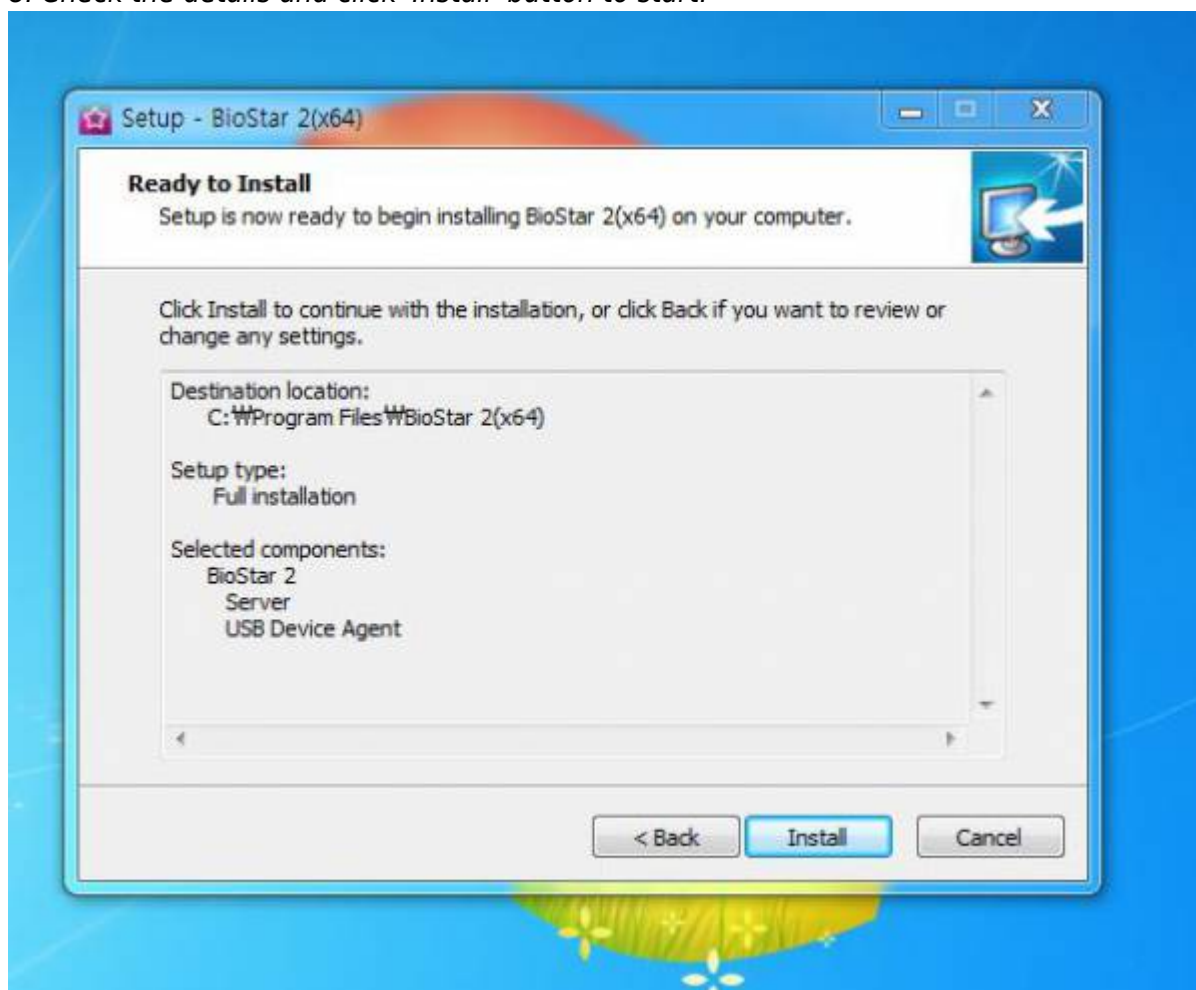 Setup - BioStar 2(x64)
Ready to Install
Setup is now ready to begin installing BioStar 2(x64) on your computer.
Click Install to continue with the installation, or click Back if you want to review or
change any settings.
Destination location:
C:₩Program Files₩BioStar 2(x64)
Setup type:
Full installation
Selected components:
BioStar 2
Server
USB Device Agent
< Back
Install
Cancel